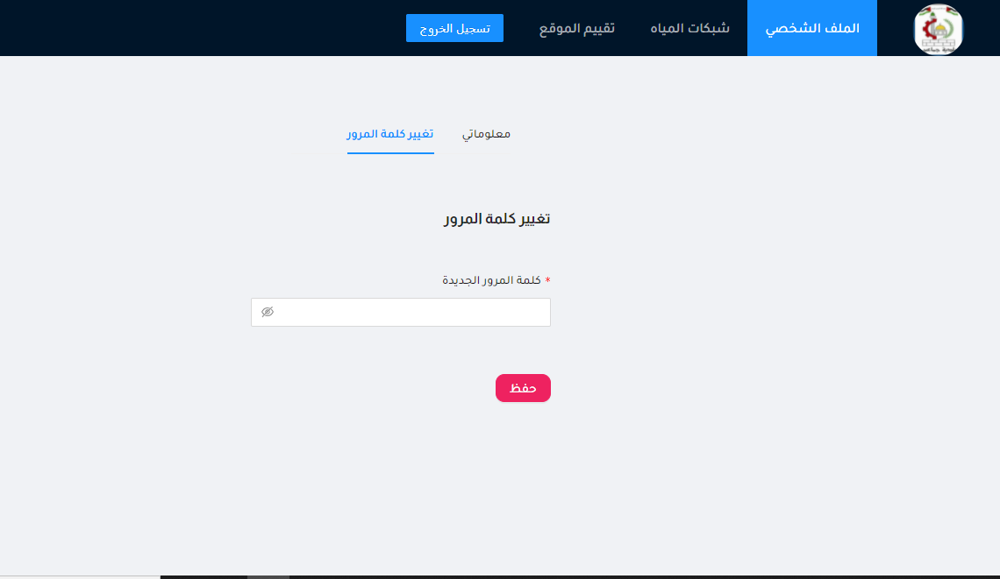 الملف الشخصي
شبكات المياه
تقييم الموقع
تسجيل الخروج
معلوماتي
تغيير كلمة المرور
تغيير كلمة المرور
* كلمة المرور الجديدة
حفظ